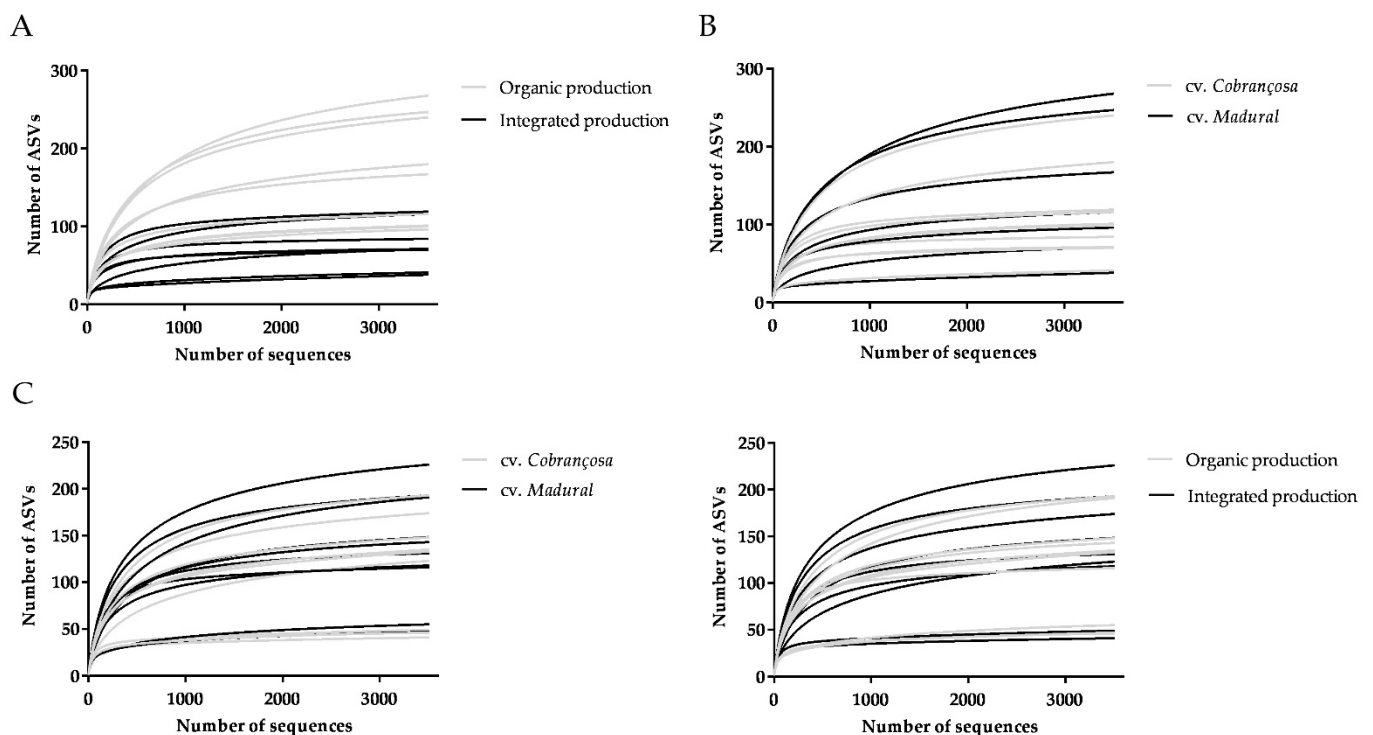 A
Number of ASVs
300
200
100
0
0 1000 2000 3000
Number of sequences
Organic production
Integrated production
B
Number of ASVs
300
200
100
0
0 1000 2000 3000
Number of sequences
cv. Cobrançosa
cv. Madural
C
Number of ASVs
250
200
150
100
50
0
0 1000 2000 3000
Number of sequences
cv. Cobrançosa
cv. Madural
Number of ASVs
250
200
150
100
50
0
0 1000 2000 3000
Number of sequences
Organic production
Integrated production